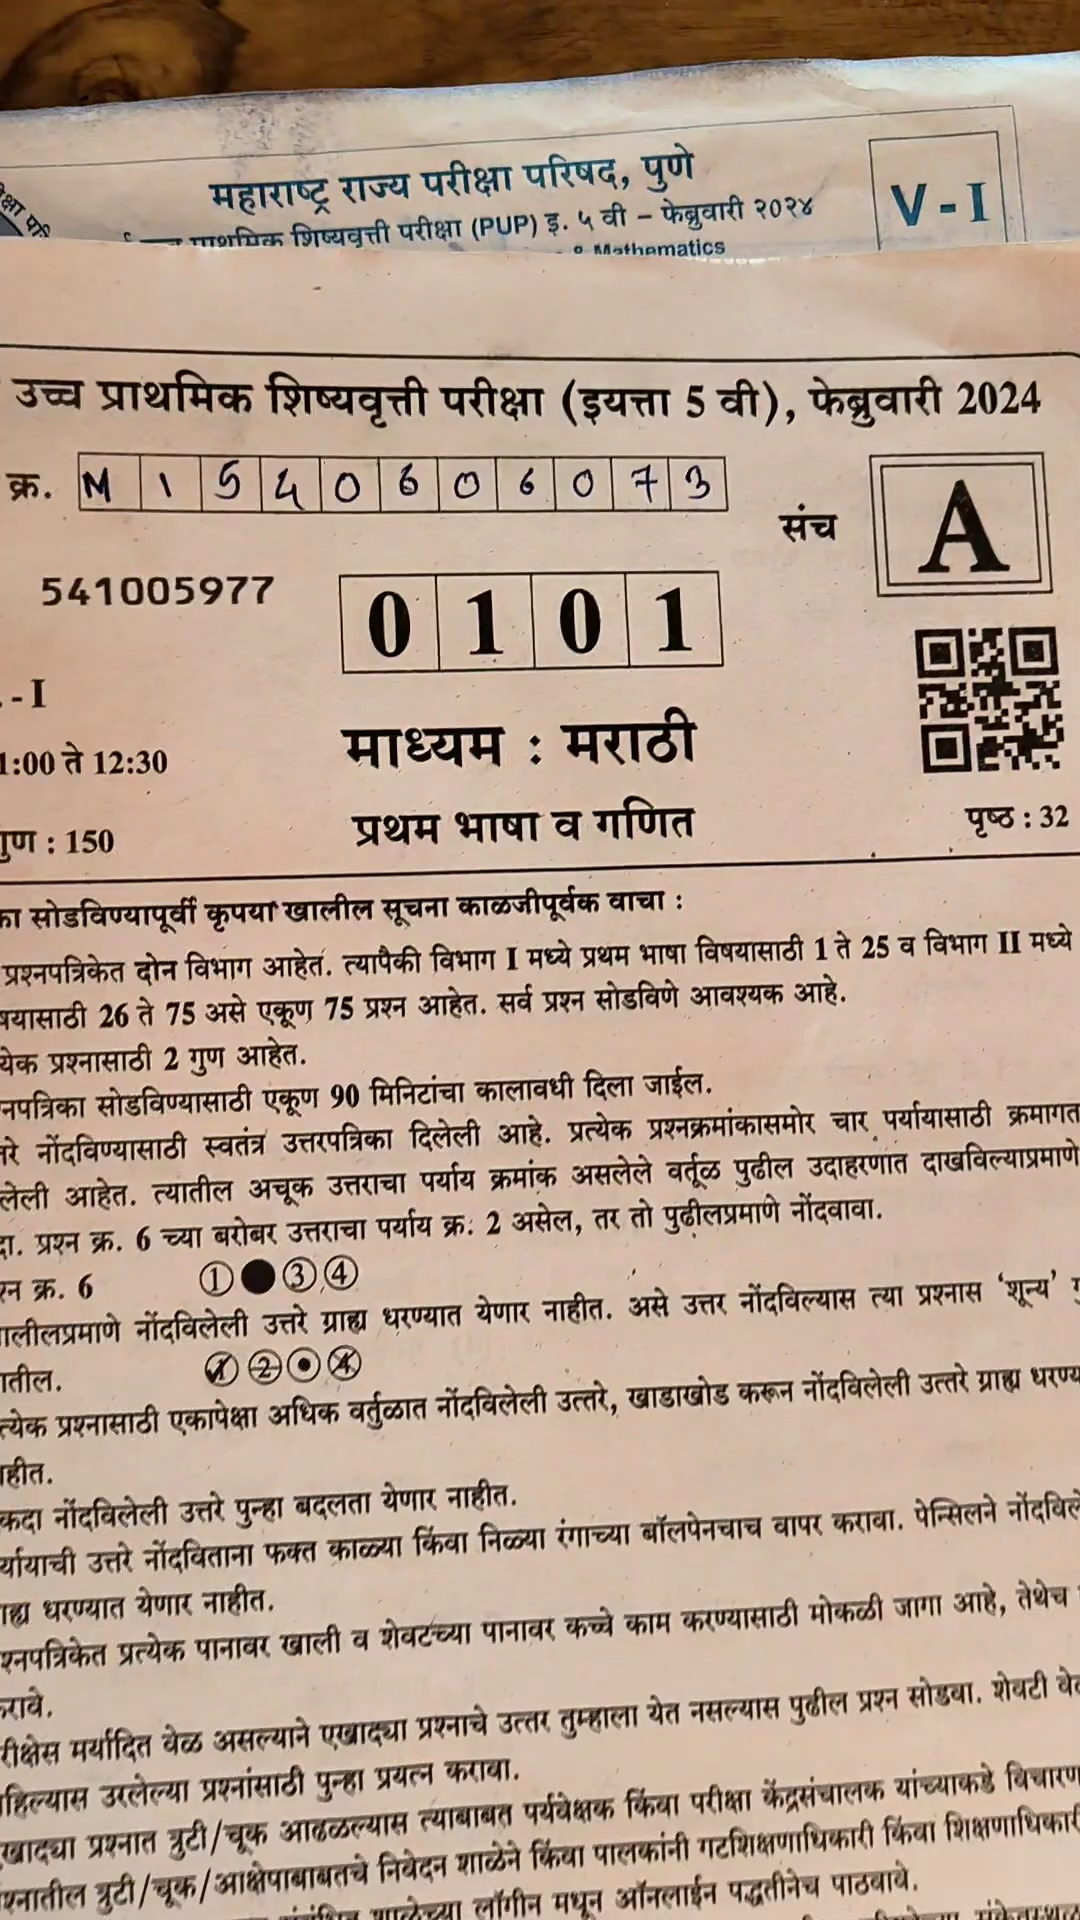 महाराष्ट्र राज्य परीक्षा परिषद, पुणे
प्राथमिक शिष्यवृत्ती परीक्षा (PUP) इ. ५ वी – फेब्रुवारी २०२४
V - I
Mathematics
उच्च प्राथमिक शिष्यवृत्ती परीक्षा (इयत्ता 5 वी), फेब्रुवारी 2024
क्र. M 1 5 4 0 6 0 6 0 7 3
संच A
541005977
0 1 0 1
- I
1:00 ते 12:30
माध्यम : मराठी
गुण : 150
प्रथम भाषा व गणित
पृष्ठ : 32
सोडविण्यापूर्वी कृपया खालील सूचना काळजीपूर्वक वाचा :
प्रश्नपत्रिकेत दोन विभाग आहेत. त्यापैकी विभाग I मध्ये प्रथम भाषा विषयासाठी 1 ते 25 व विभाग II मध्ये
षयासाठी 26 ते 75 असे एकूण 75 प्रश्न आहेत. सर्व प्रश्न सोडविणे आवश्यक आहे.
येक प्रश्नासाठी 2 गुण आहेत.
नपत्रिका सोडविण्यासाठी एकूण 90 मिनिटांचा कालावधी दिला जाईल.
तरे नोंदविण्यासाठी स्वतंत्र उत्तरपत्रिका दिलेली आहे. प्रत्येक प्रश्नक्रमांकासमोर चार पर्यायासाठी क्रमागत
लेली आहेत. त्यातील अचूक उत्तराचा पर्याय क्रमांक असलेले वर्तूळ पुढील उदाहरणात दाखविल्याप्रमाणे
दा. प्रश्न क्र. 6 च्या बरोबर उत्तराचा पर्याय क्र. 2 असेल, तर तो पुढीलप्रमाणे नोंदवावा.
श्न क्र. 6 ① ● ③ ④
ालीलप्रमाणे नोंदविलेली उत्तरे ग्राह्य धरण्यात येणार नाहीत. असे उत्तर नोंदविल्यास त्या प्रश्नास ‘शून्य’ गु
ातील. ① ② ⊙ ④
त्येक प्रश्नासाठी एकापेक्षा अधिक वर्तुळात नोंदविलेली उत्तरे, खाडाखोड करून नोंदविलेली उत्तरे ग्राह्य धरण्य
ाहीत.
कदा नोंदविलेली उत्तरे पुन्हा बदलता येणार नाहीत.
र्यायाची उत्तरे नोंदविताना फक्त काळ्या किंवा निळ्या रंगाच्या बॉलपेनचाच वापर करावा. पेन्सिलने नोंदविले
ाह्य धरण्यात येणार नाहीत.
श्नपत्रिकेत प्रत्येक पानावर खाली व शेवटच्या पानावर कच्चे काम करण्यासाठी मोकळी जागा आहे, तेथेच
रावे.
रीक्षेस मर्यादित वेळ असल्याने एखाद्या प्रश्नाचे उत्तर तुम्हाला येत नसल्यास पुढील प्रश्न सोडवा. शेवटी वेळ
ाहिल्यास उरलेल्या प्रश्नांसाठी पुन्हा प्रयत्न करावा.
खाद्या प्रश्नात त्रुटी/चूक आढळल्यास त्याबाबत पर्यवेक्षक किंवा परीक्षा केंद्रसंचालक यांच्याकडे विचारण
श्नातील त्रुटी/चूक/आक्षेपाबाबतचे निवेदन शाळेने किंवा पालकांनी गटशिक्षणाधिकारी किंवा शिक्षणाधिकारी
शाळेच्या लॉगीन मधून ऑनलाईन पद्धतीनेच पाठवावे.